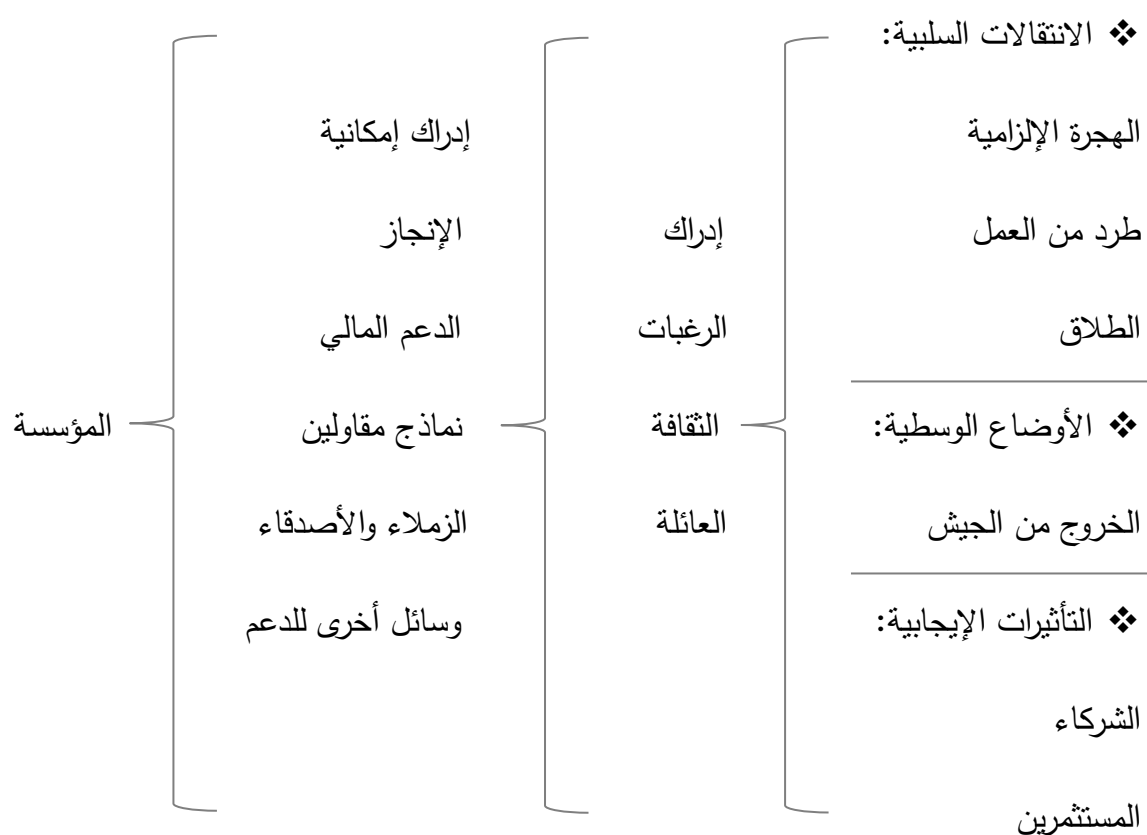 ❖ الانتقالات السلبية:
الهجرة الإلزامية
طرد من العمل
الطلاق
❖ الأوضاع الوسطية:
الخروج من الجيش
❖ التأثيرات الإيجابية:
الشركاء
المستثمرين
إدراك
الرغبات
الثقافة
العائلة
إدراك إمكانية
الإنجاز
الدعم المالي
نماذج مقاولين
الزملاء والأصدقاء
وسائل أخرى للدعم
المؤسسة